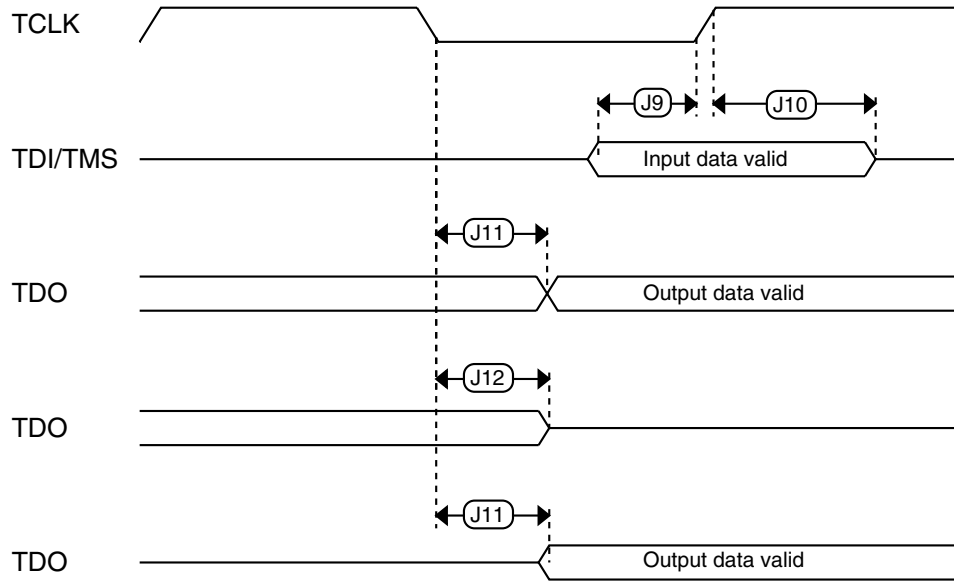 TCLK
J9
J10
TDI/TMS
Input data valid
J11
TDO
Output data valid
J12
TDO
J11
TDO
Output data valid